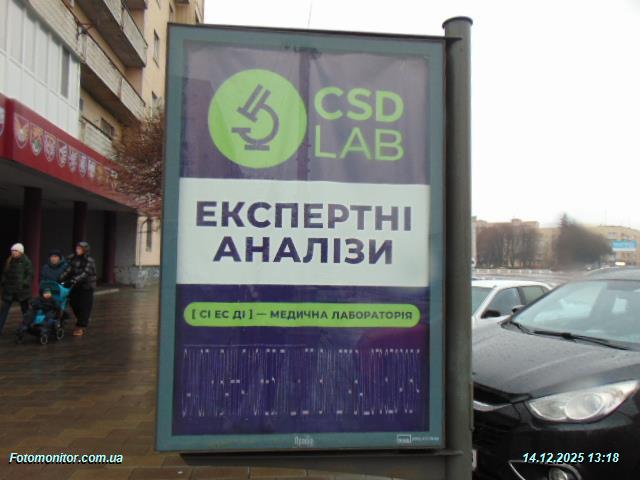 CSD
LAB
ЕКСПЕРТНІ
АНАЛІЗИ
[ СІ ЕС ДІ ] — МЕДИЧНА ЛАБОРАТОРІЯ
Fotomonitor.com.ua
14.12.2025 13:18